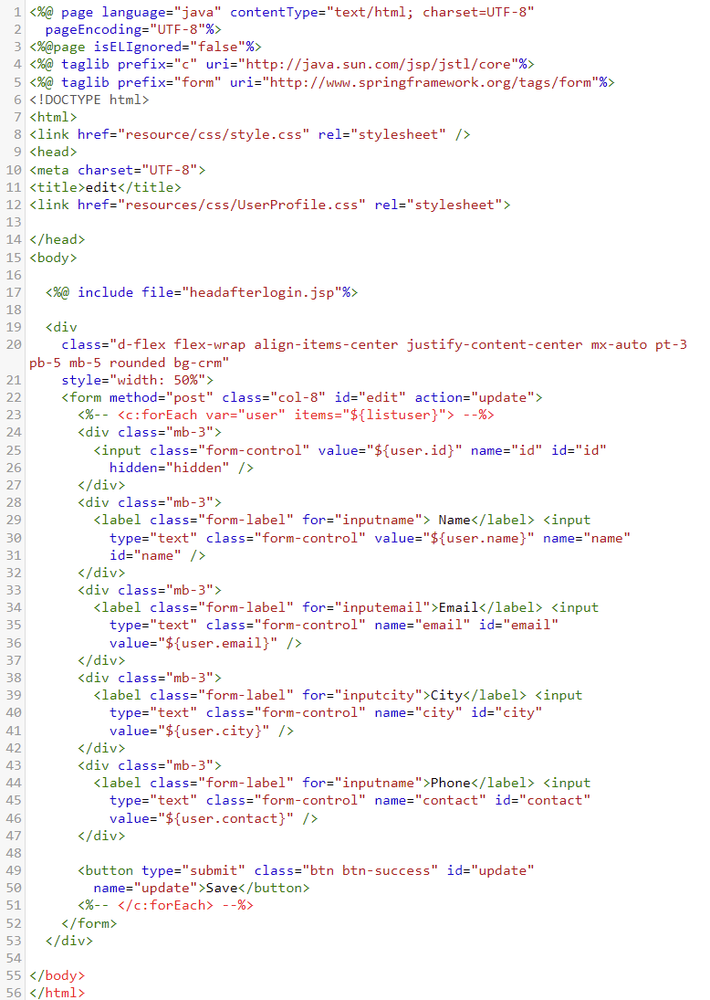 1 <%@ page language="java" contentType="text/html; charset=UTF-8"
2   pageEncoding="UTF-8"%>
3 <%@page isELIgnored="false"%>
4 <%@ taglib prefix="c" uri="http://java.sun.com/jsp/jstl/core"%>
5 <%@ taglib prefix="form" uri="http://www.springframework.org/tags/form"%>
6 <!DOCTYPE html>
7 <html>
8 <link href="resource/css/style.css" rel="stylesheet" />
9 <head>
10 <meta charset="UTF-8">
11 <title>edit</title>
12 <link href="resources/css/UserProfile.css" rel="stylesheet">
13
14 </head>
15 <body>
16
17   <%@ include file="headafterlogin.jsp"%>
18
19   <div
20     class="d-flex flex-wrap align-items-center justify-content-center mx-auto pt-3
pb-5 mb-5 rounded bg-crm"
21     style="width: 50%">
22     <form method="post" class="col-8" id="edit" action="update">
23       <%-- <c:forEach var="user" items="${listuser}"> --%>
24       <div class="mb-3">
25         <input class="form-control" value="${user.id}" name="id" id="id"
26           hidden="hidden" />
27       </div>
28       <div class="mb-3">
29         <label class="form-label" for="inputname"> Name</label> <input
30           type="text" class="form-control" value="${user.name}" name="name"
31           id="name" />
32       </div>
33       <div class="mb-3">
34         <label class="form-label" for="inputemail">Email</label> <input
35           type="text" class="form-control" name="email" id="email"
36           value="${user.email}" />
37       </div>
38       <div class="mb-3">
39         <label class="form-label" for="inputcity">City</label> <input
40           type="text" class="form-control" name="city" id="city"
41           value="${user.city}" />
42       </div>
43       <div class="mb-3">
44         <label class="form-label" for="inputname">Phone</label> <input
45           type="text" class="form-control" name="contact" id="contact"
46           value="${user.contact}" />
47       </div>
48
49       <button type="submit" class="btn btn-success" id="update"
50         name="update">Save</button>
51       <%-- </c:forEach> --%>
52     </form>
53   </div>
54
55 </body>
56 </html>